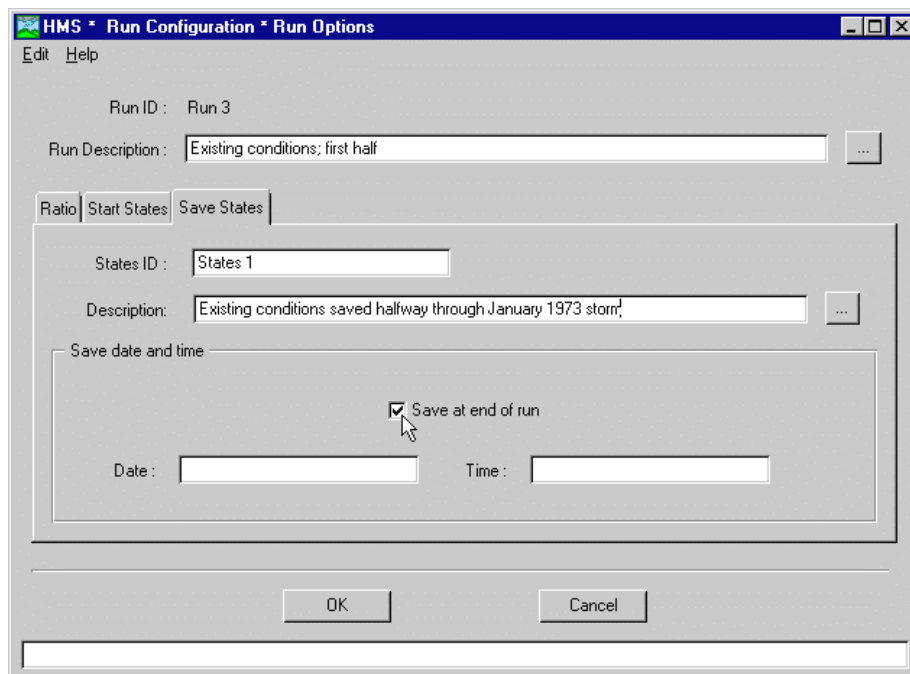 HMS * Run Configuration * Run Options
Edit Help
Run ID : Run 3
Run Description : Existing conditions; first half ...
Ratio Start States Save States
States ID : States 1
Description: Existing conditions saved halfway through January 1973 storm ...
Save date and time
Save at end of run
Date : Time :
OK Cancel